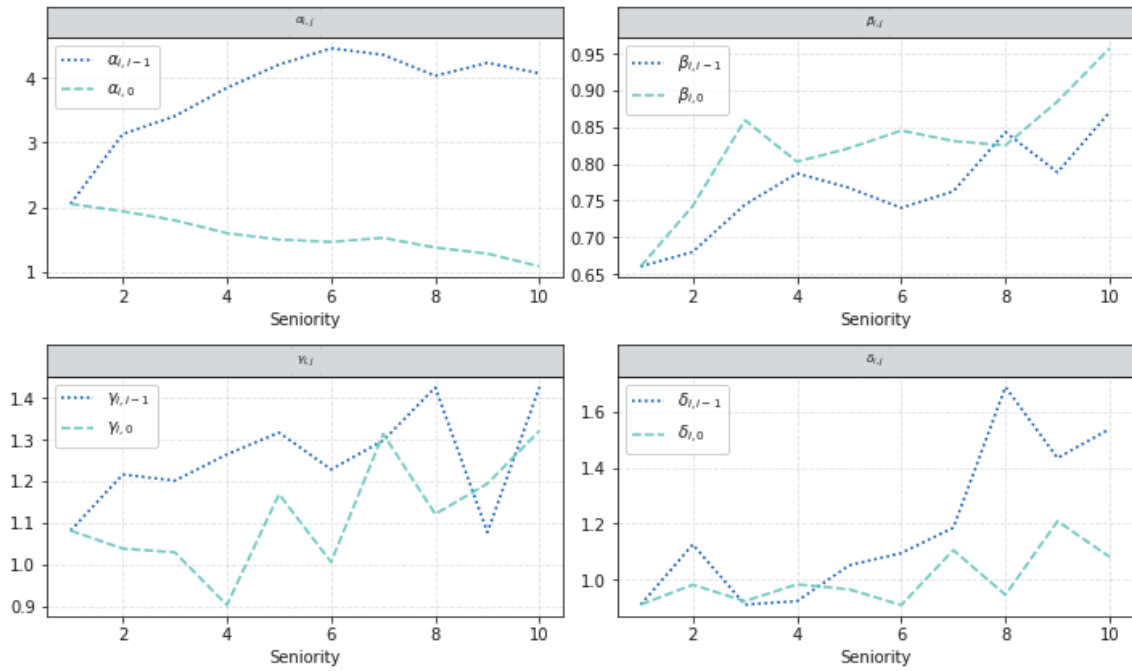 α_{i,j}
α_{i,i−1}
α_{i,0}
4
3
2
1
2 4 6 8 10
Seniority
β_{i,j}
β_{i,i−1}
β_{i,0}
0.95
0.90
0.85
0.80
0.75
0.70
0.65
2 4 6 8 10
Seniority
γ_{i,j}
γ_{i,i−1}
γ_{i,0}
1.4
1.3
1.2
1.1
1.0
0.9
2 4 6 8 10
Seniority
δ_{i,j}
δ_{i,i−1}
δ_{i,0}
1.6
1.4
1.2
1.0
2 4 6 8 10
Seniority